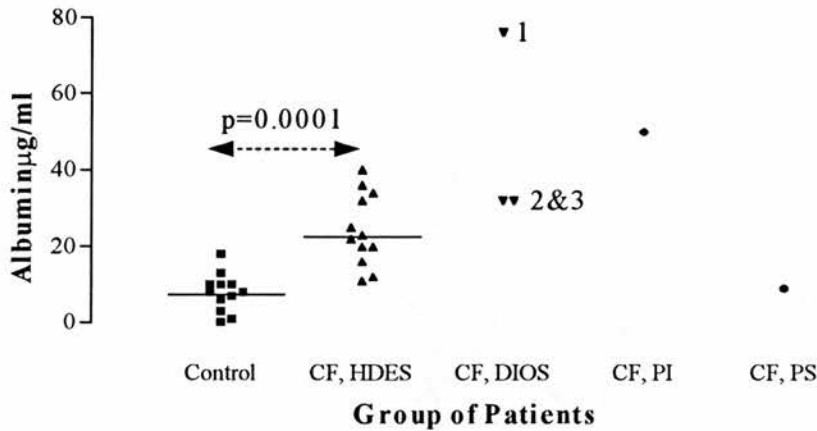 80
1
60
p=0.0001
40
2&3
20
0
Albuminµg/ml
Control CF, HDES CF, DIOS CF, PI CF, PS
Group of Patients